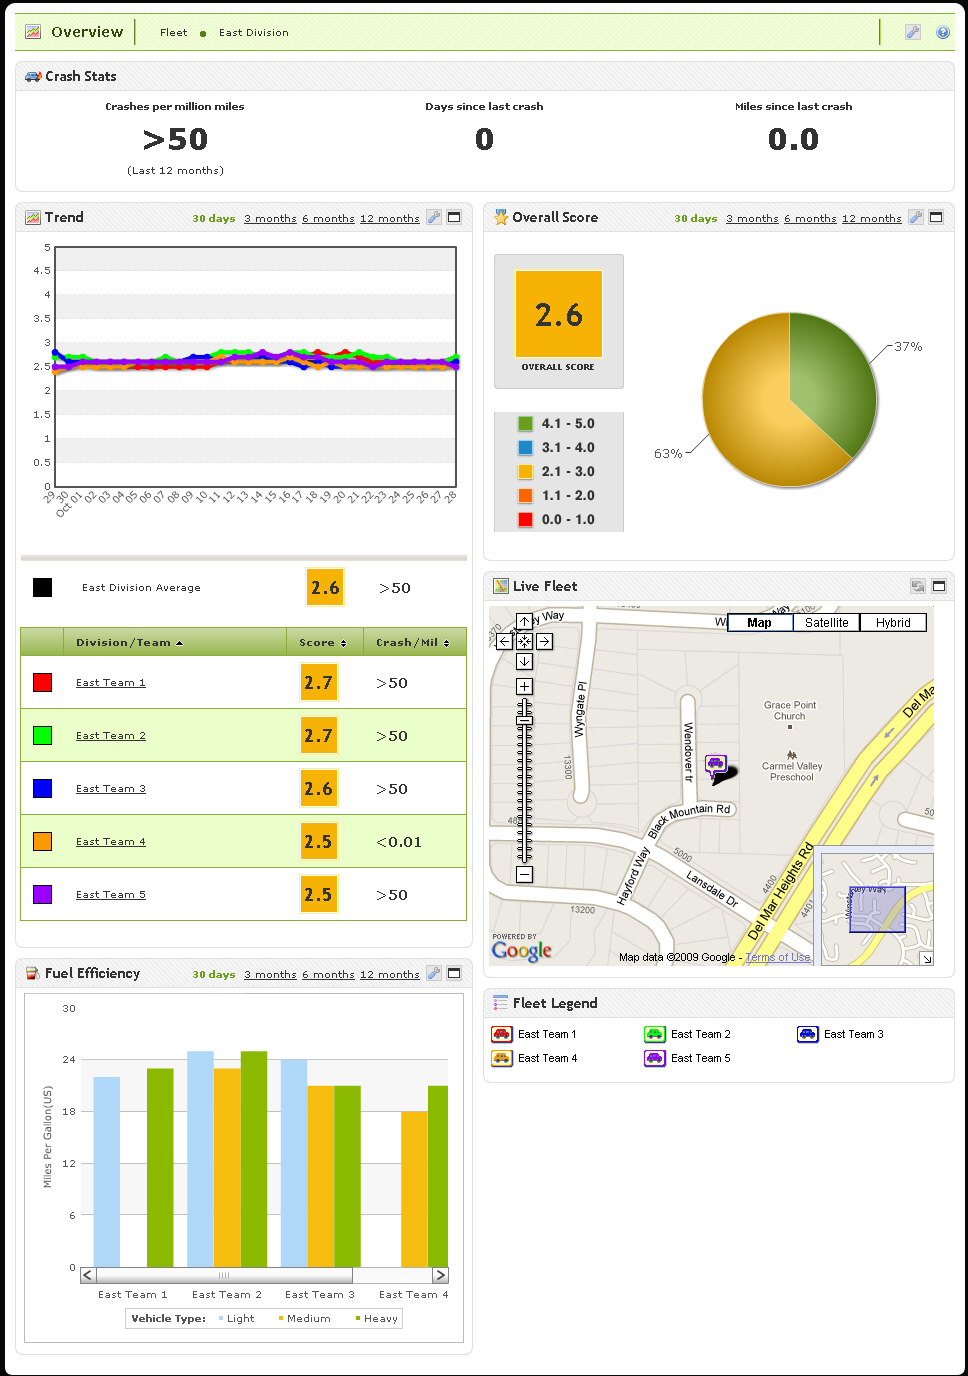 Overview Fleet East Division
Crash Stats
Crashes per million miles Days since last crash Miles since last crash
>50 0 0.0
(Last 12 months)
Trend 30 days 3 months 6 months 12 months
5
4.5
4
3.5
3
2.5
2
1.5
1
0.5
0
29 30 Oct 01 02 03 04 05 06 07 08 09 10 11 12 13 14 15 16 17 18 19 20 21 22 23 24 25 26 27 28
East Division Average 2.6 >50
Division/Team Score Crash/Mil
East Team 1 2.7 >50
East Team 2 2.7 >50
East Team 3 2.6 >50
East Team 4 2.5 <0.01
East Team 5 2.5 >50
Overall Score 30 days 3 months 6 months 12 months
2.6
OVERALL SCORE
4.1 - 5.0
3.1 - 4.0
2.1 - 3.0
1.1 - 2.0
0.0 - 1.0
37%
63%
Live Fleet
Map Satellite Hybrid
Wyngate Pl
13300
Wendover tr
Grace Point
Church
Carmel Valley
Preschool
Black Mountain Rd
Hayford Way
5000
Lansdale Dr
13200
Del Mar Heights Rd
4400
4401
POWERED BY
Google
Map data ©2009 Google - Terms of Use
Fuel Efficiency 30 days 3 months 6 months 12 months
Miles Per Gallon(US)
30
24
18
12
6
0
East Team 1 East Team 2 East Team 3 East Team 4
Vehicle Type: Light Medium Heavy
Fleet Legend
East Team 1 East Team 2 East Team 3
East Team 4 East Team 5